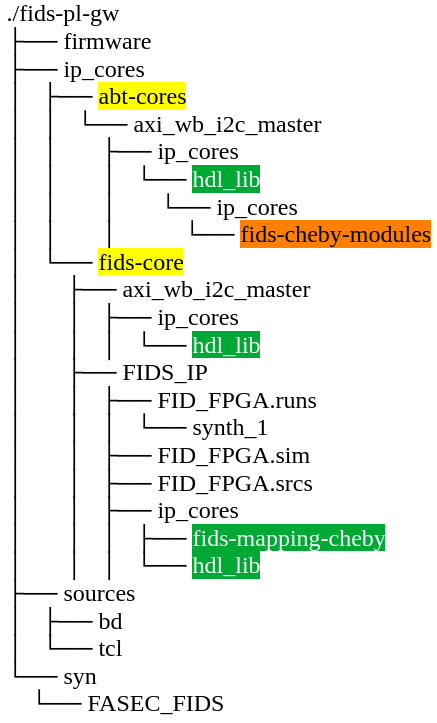 ./fids-pl-gw
├── firmware
├── ip_cores
│   ├── abt-cores
│   │   └── axi_wb_i2c_master
│   │       ├── ip_cores
│   │       │   └── hdl_lib
│   │       │       └── ip_cores
│   │       │           └── fids-cheby-modules
│   └── fids-core
│       ├── axi_wb_i2c_master
│       │   ├── ip_cores
│       │   │   └── hdl_lib
│       ├── FIDS_IP
│       │   ├── FID_FPGA.runs
│       │   │   └── synth_1
│       │   ├── FID_FPGA.sim
│       │   ├── FID_FPGA.srcs
│       │   ├── ip_cores
│       │   │   ├── fids-mapping-cheby
│       │   │   └── hdl_lib
├── sources
│   ├── bd
│   └── tcl
└── syn
    └── FASEC_FIDS